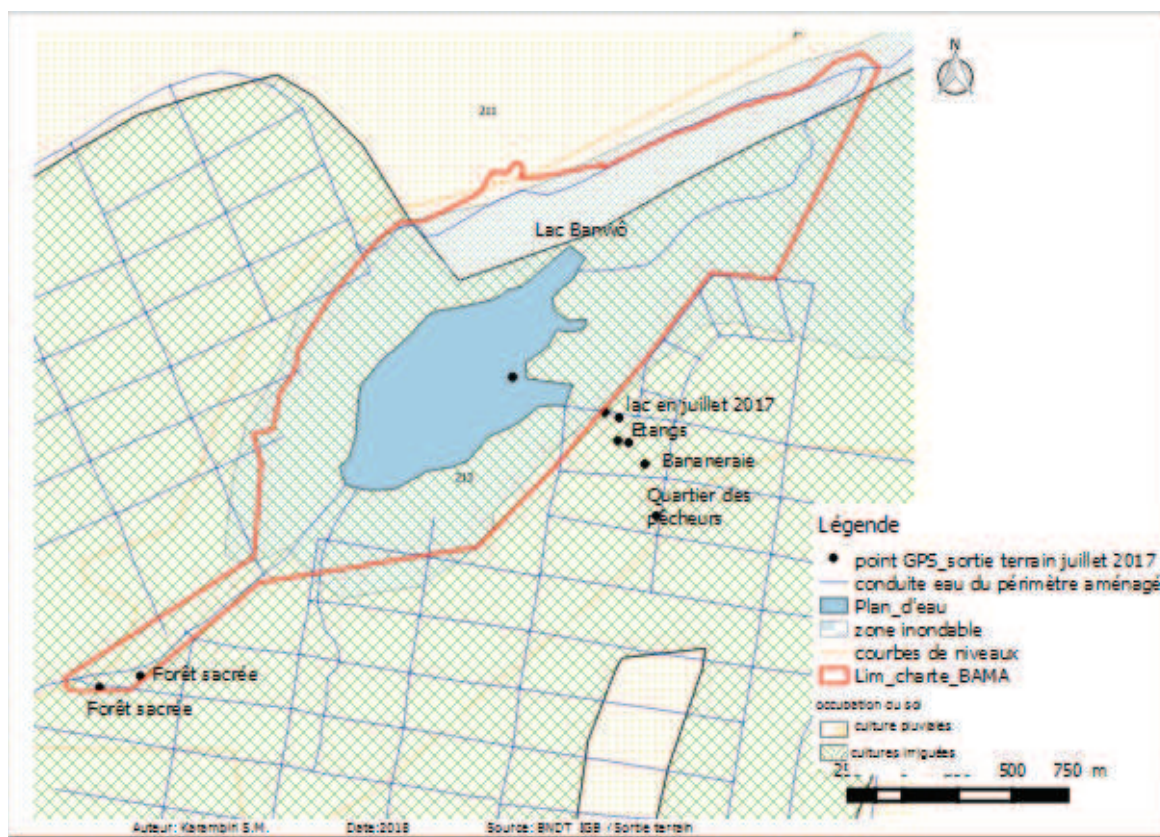 N
211
Lac Bamwô
lac en juillet 2017
Etangs
Bananeraie
212
Quartier des
pêcheurs
Forêt sacrée
Forêt sacrée
Légende
point GPS_sortie terrain juillet 2017
conduite eau du périmètre aménagé
Plan_d'eau
zone inondable
courbes de niveaux
Lim_charte_BAMA
occupation du sol
culture pluviales
cultures irriguées
500 750 m
Auteur: Karambiri S.M. Date:2018 Source: BNDT IGB / Sortie terrain